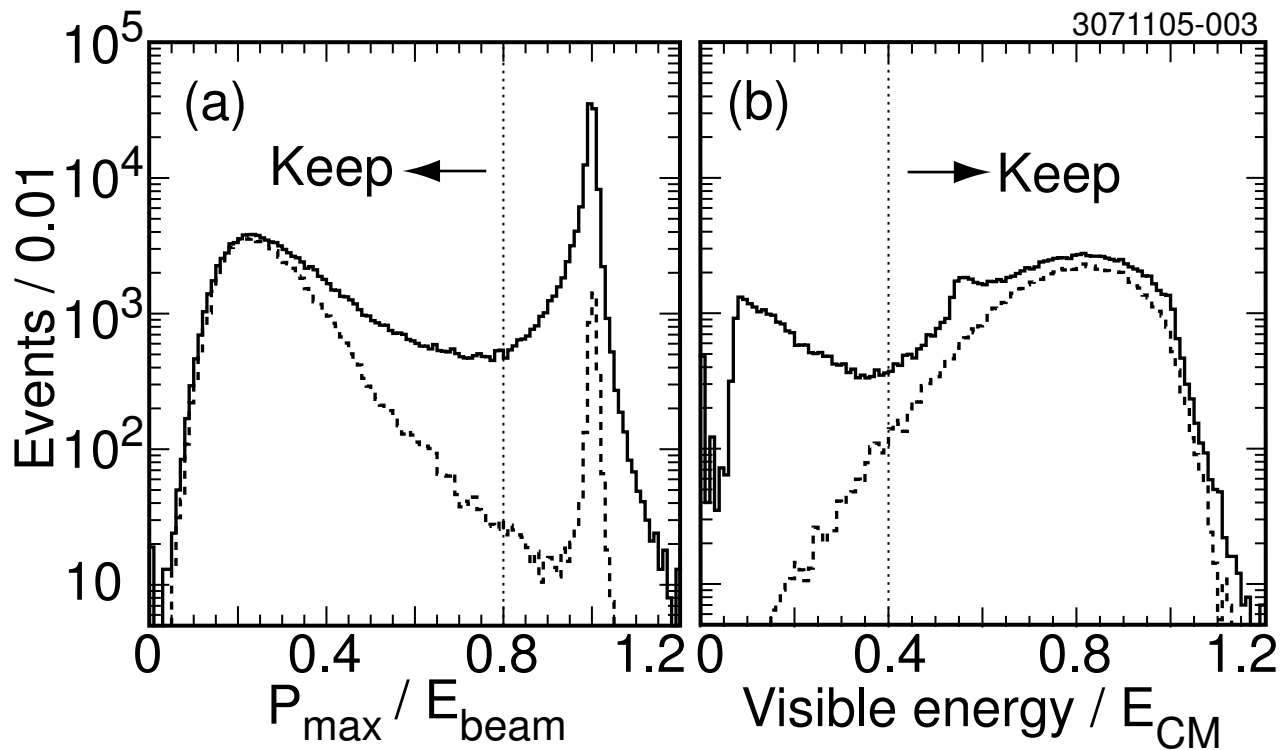 3071105-003
10^5
10^4
10^3
10^2
10
Events / 0.01
(a)
Keep
0 0.4 0.8 1.2
P_max / E_beam
(b)
Keep
0 0.4 0.8 1.2
Visible energy / E_CM